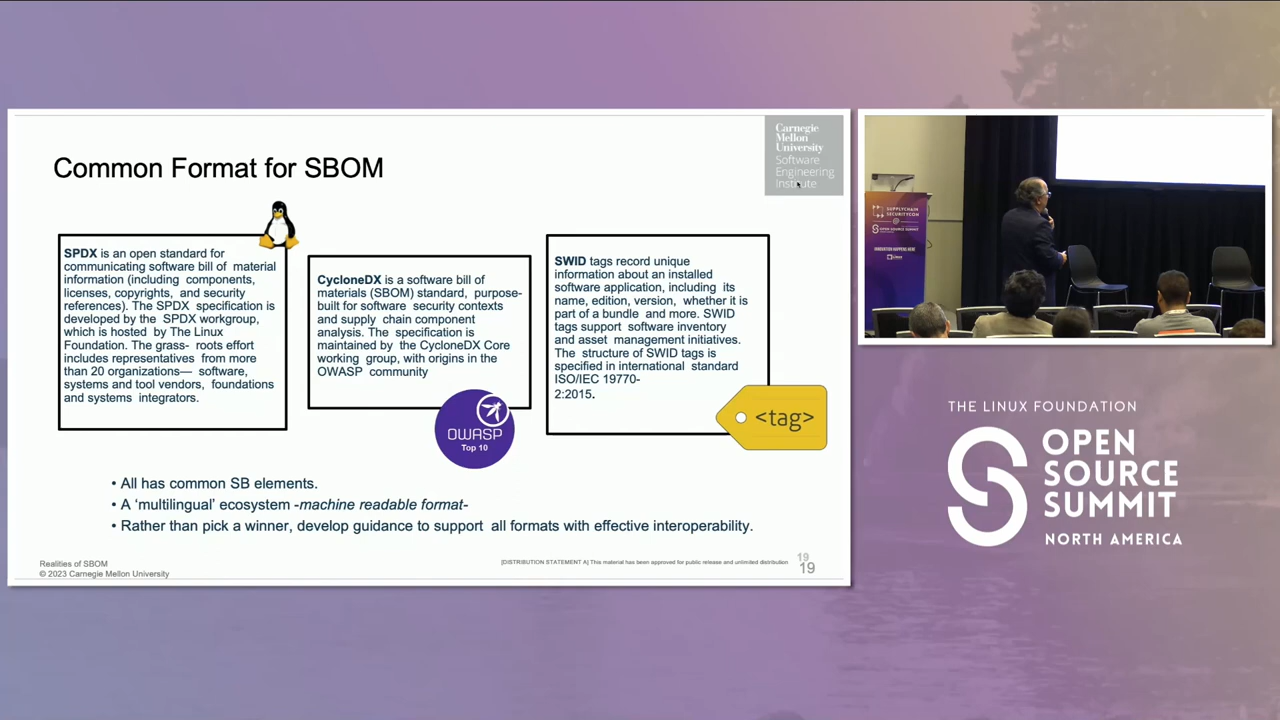 Carnegie
Mellon
University
Software
Engineering
Institute
Common Format for SBOM
SPDX is an open standard for
communicating software bill of material
information (including components,
licenses, copyrights, and security
references). The SPDX specification is
developed by the SPDX workgroup,
which is hosted by The Linux
Foundation. The grass- roots effort
includes representatives from more
than 20 organizations— software,
systems and tool vendors, foundations
and systems integrators.
CycloneDX is a software bill of
materials (SBOM) standard, purpose-
built for software security contexts
and supply chain component
analysis. The specification is
maintained by the CycloneDX Core
working group, with origins in the
OWASP community
OWASP
Top 10
SWID tags record unique
information about an installed
software application, including its
name, edition, version, whether it is
part of a bundle and more. SWID
tags support software inventory
and asset management initiatives.
The structure of SWID tags is
specified in international standard
ISO/IEC 19770-
2:2015.
<tag>
• All has common SB elements.
• A ‘multilingual’ ecosystem -machine readable format-
• Rather than pick a winner, develop guidance to support all formats with effective interoperability.
Realities of SBOM
© 2023 Carnegie Mellon University
[DISTRIBUTION STATEMENT A] This material has been approved for public release and unlimited distribution
19
19
SUPPLYCHAIN
SECURITYCON
OPEN SOURCE SUMMIT
INNOVATION HAPPENS HERE
THE LINUX FOUNDATION
OPEN
SOURCE
SUMMIT
NORTH AMERICA